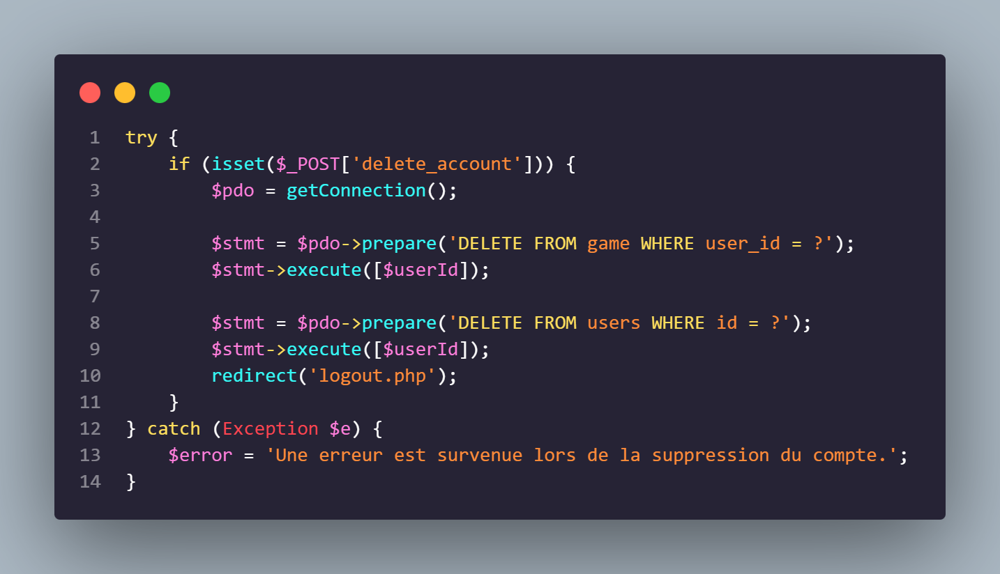 1 try {
2     if (isset($_POST['delete_account'])) {
3         $pdo = getConnection();
4
5         $stmt = $pdo->prepare('DELETE FROM game WHERE user_id = ?');
6         $stmt->execute([$userId]);
7
8         $stmt = $pdo->prepare('DELETE FROM users WHERE id = ?');
9         $stmt->execute([$userId]);
10         redirect('logout.php');
11     }
12 } catch (Exception $e) {
13     $error = 'Une erreur est survenue lors de la suppression du compte.';
14 }